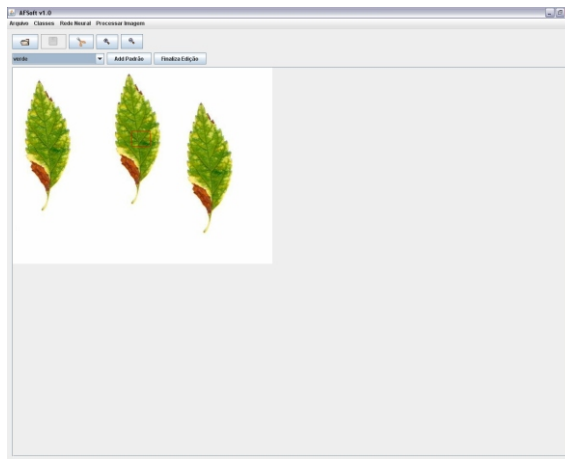 AFSoft v1.0
Arquivo Classes Rede Neural Processar Imagem
verde Add Padrão Finaliza Edição